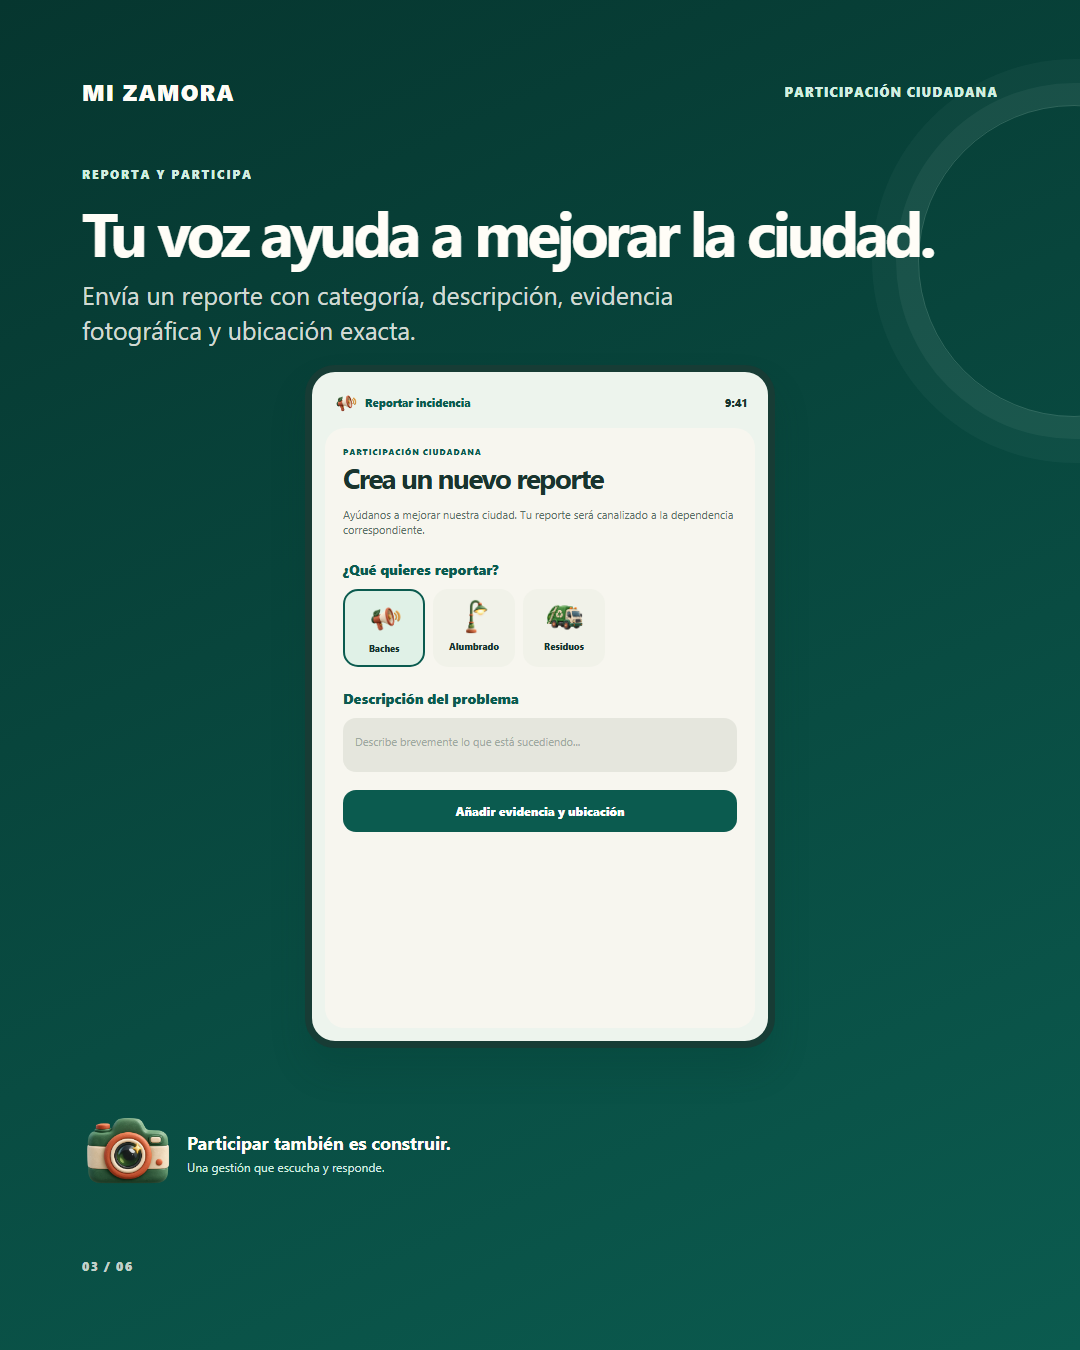 MI ZAMORA
PARTICIPACIÓN CIUDADANA
REPORTA Y PARTICIPA
Tu voz ayuda a mejorar la ciudad.
Envía un reporte con categoría, descripción, evidencia
fotográfica y ubicación exacta.
Reportar incidencia
9:41
PARTICIPACIÓN CIUDADANA
Crea un nuevo reporte
Ayúdanos a mejorar nuestra ciudad. Tu reporte será canalizado a la dependencia
correspondiente.
¿Qué quieres reportar?
Baches
Alumbrado
Residuos
Descripción del problema
Describe brevemente lo que está sucediendo...
Añadir evidencia y ubicación
Participar también es construir.
Una gestión que escucha y responde.
03 / 06